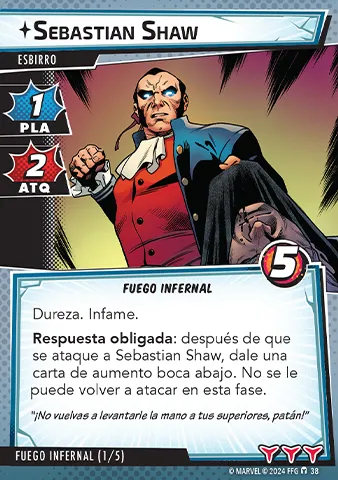 SEBASTIAN SHAW
ESBIRRO
1
PLA
2
ATQ
5
FUEGO INFERNAL
Dureza. Infame.
Respuesta obligada: después de que
se ataque a Sebastian Shaw, dale una
carta de aumento boca abajo. No se le
puede volver a atacar en esta fase.
"¡No vuelvas a levantarle la mano a tus superiores, patán!"
FUEGO INFERNAL (1/5)
© MARVEL © 2024 FFG 38